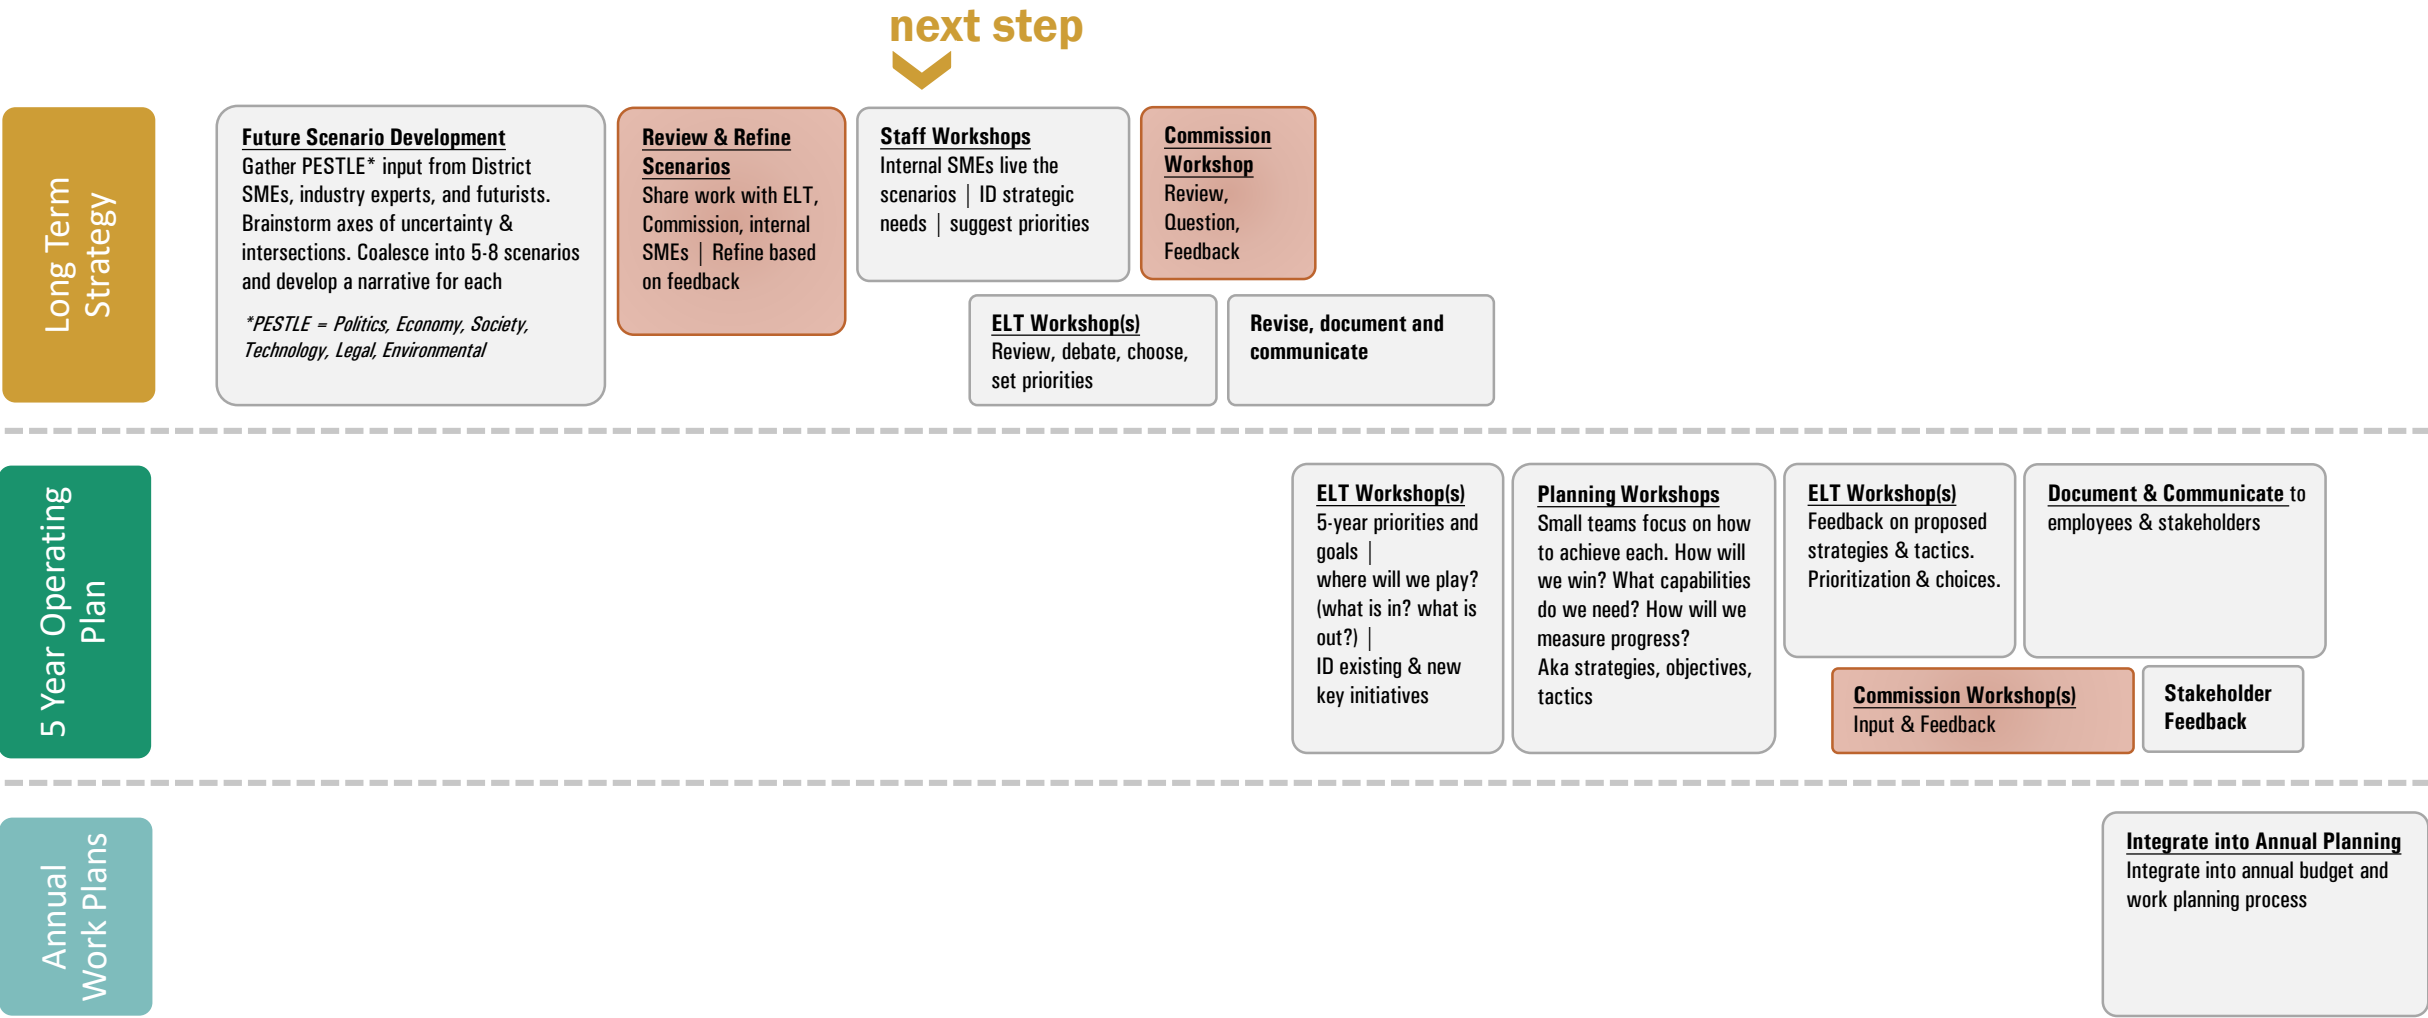 next step
Long Term
Strategy
Future Scenario Development
Gather PESTLE* input from District
SMEs, industry experts, and futurists.
Brainstorm axes of uncertainty &
intersections. Coalesce into 5-8 scenarios
and develop a narrative for each
*PESTLE = Politics, Economy, Society,
Technology, Legal, Environmental
Review & Refine
Scenarios
Share work with ELT,
Commission, internal
SMEs | Refine based
on feedback
Staff Workshops
Internal SMEs live the
scenarios | ID strategic
needs | suggest priorities
Commission
Workshop
Review,
Question,
Feedback
ELT Workshop(s)
Review, debate, choose,
set priorities
Revise, document and
communicate
5 Year Operating
Plan
ELT Workshop(s)
5-year priorities and
goals |
where will we play?
(what is in? what is
out?) |
ID existing & new
key initiatives
Planning Workshops
Small teams focus on how
to achieve each. How will
we win? What capabilities
do we need? How will we
measure progress?
Aka strategies, objectives,
tactics
ELT Workshop(s)
Feedback on proposed
strategies & tactics.
Prioritization & choices.
Document & Communicate to
employees & stakeholders
Commission Workshop(s)
Input & Feedback
Stakeholder
Feedback
Annual
Work Plans
Integrate into Annual Planning
Integrate into annual budget and
work planning process